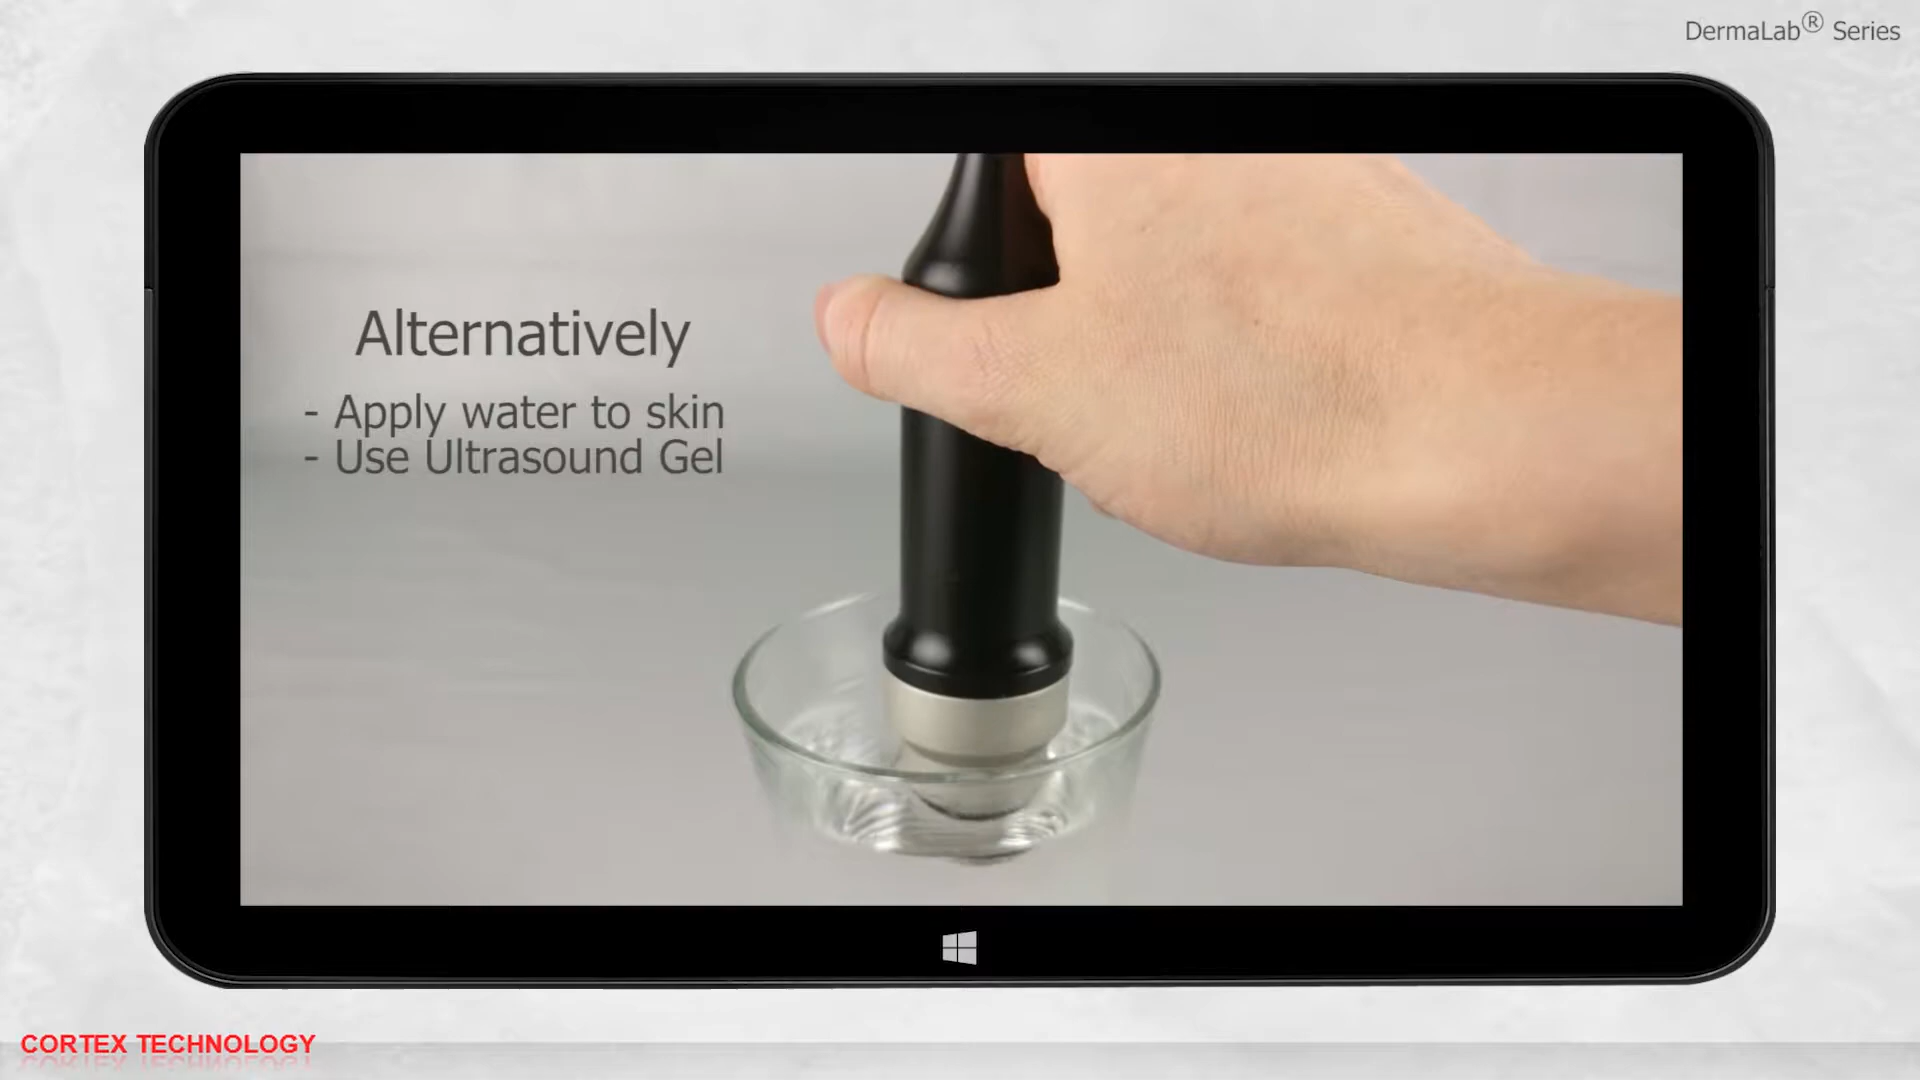 DermaLab® Series
Alternatively
- Apply water to skin
- Use Ultrasound Gel
CORTEX TECHNOLOGY